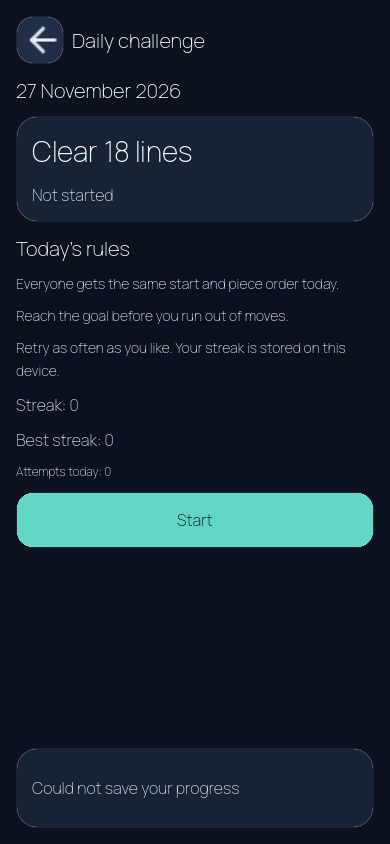 Daily challenge
27 November 2026
Clear 18 lines
Not started
Today's rules
Everyone gets the same start and piece order today.
Reach the goal before you run out of moves.
Retry as often as you like. Your streak is stored on this
device.
Streak: 0
Best streak: 0
Attempts today: 0
Start
Could not save your progress